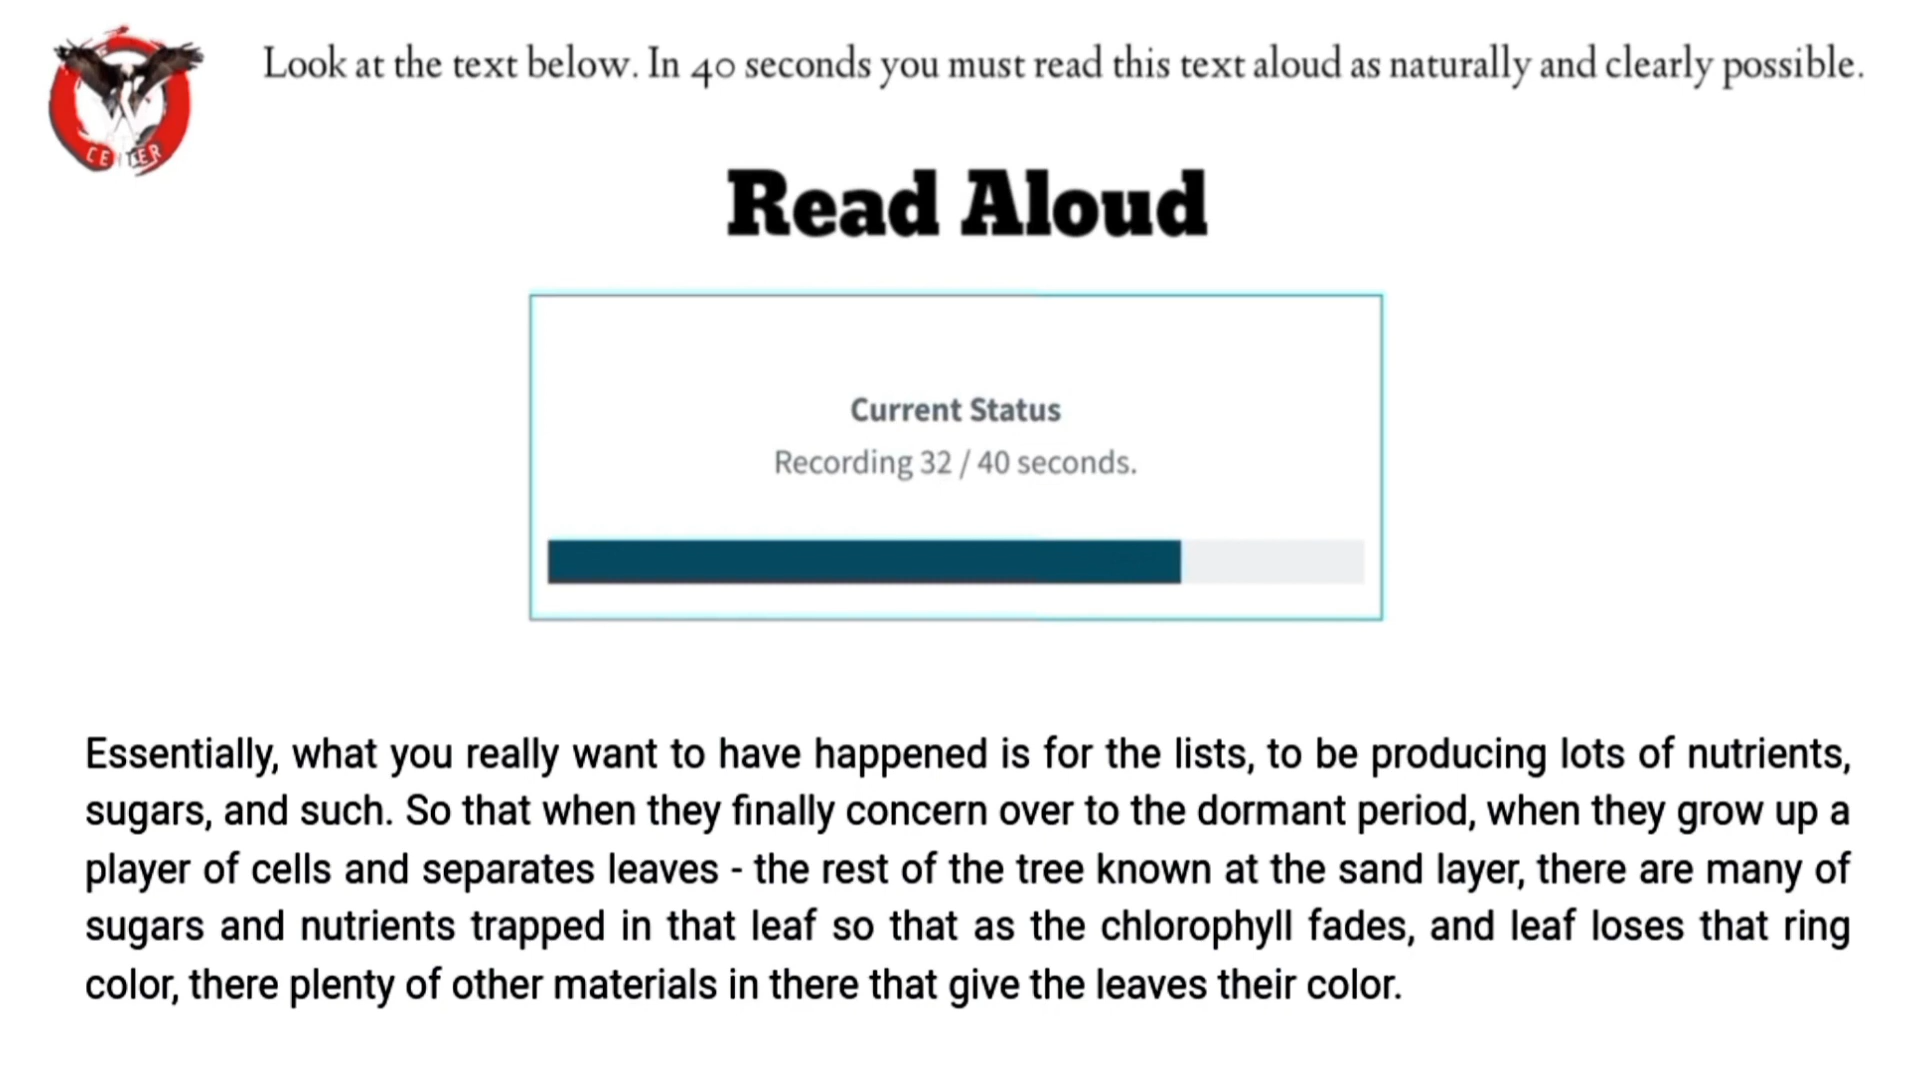 Look at the text below. In 40 seconds you must read this text aloud as naturally and clearly possible.
CENTER
Read Aloud
Current Status
Recording 32 / 40 seconds.
Essentially, what you really want to have happened is for the lists, to be producing lots of nutrients,
sugars, and such. So that when they finally concern over to the dormant period, when they grow up a
player of cells and separates leaves - the rest of the tree known at the sand layer, there are many of
sugars and nutrients trapped in that leaf so that as the chlorophyll fades, and leaf loses that ring
color, there plenty of other materials in there that give the leaves their color.